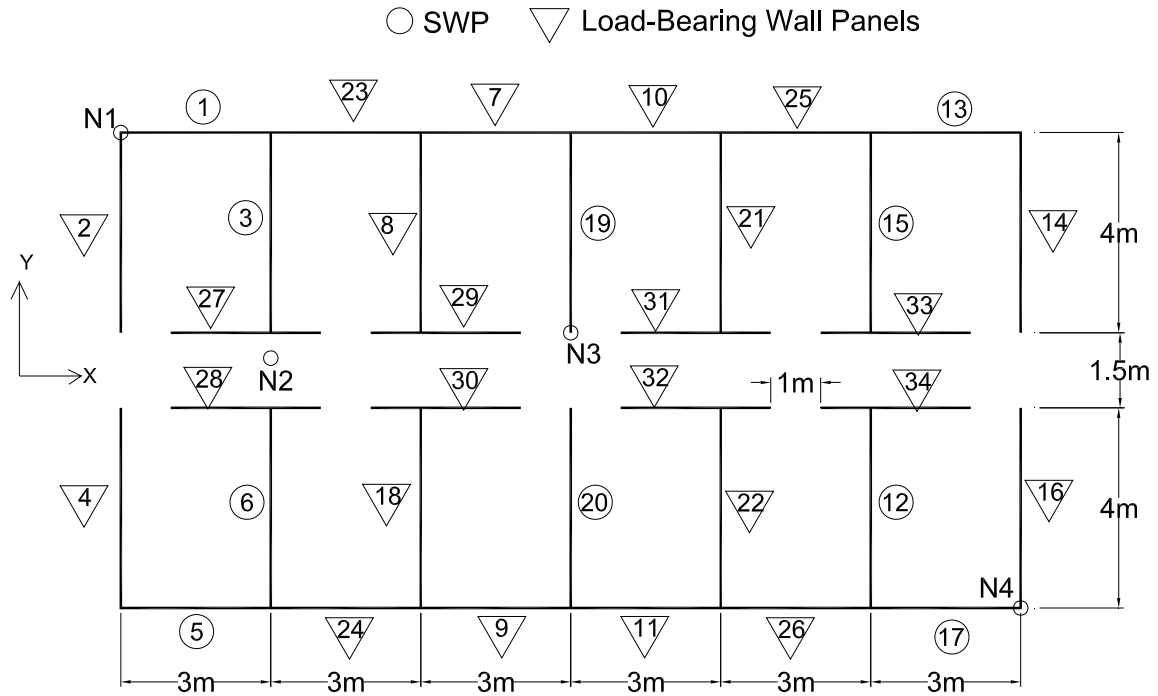 SWP Load-Bearing Wall Panels
1 23 7 10 25 13
N1
2 3 8 19 21 15 14 4m
Y
27 29 31 33
N3
X N2 1.5m
28 30 32 1m 34
4 6 18 20 22 12 16 4m
N4
5 24 9 11 26 17
3m 3m 3m 3m 3m 3m